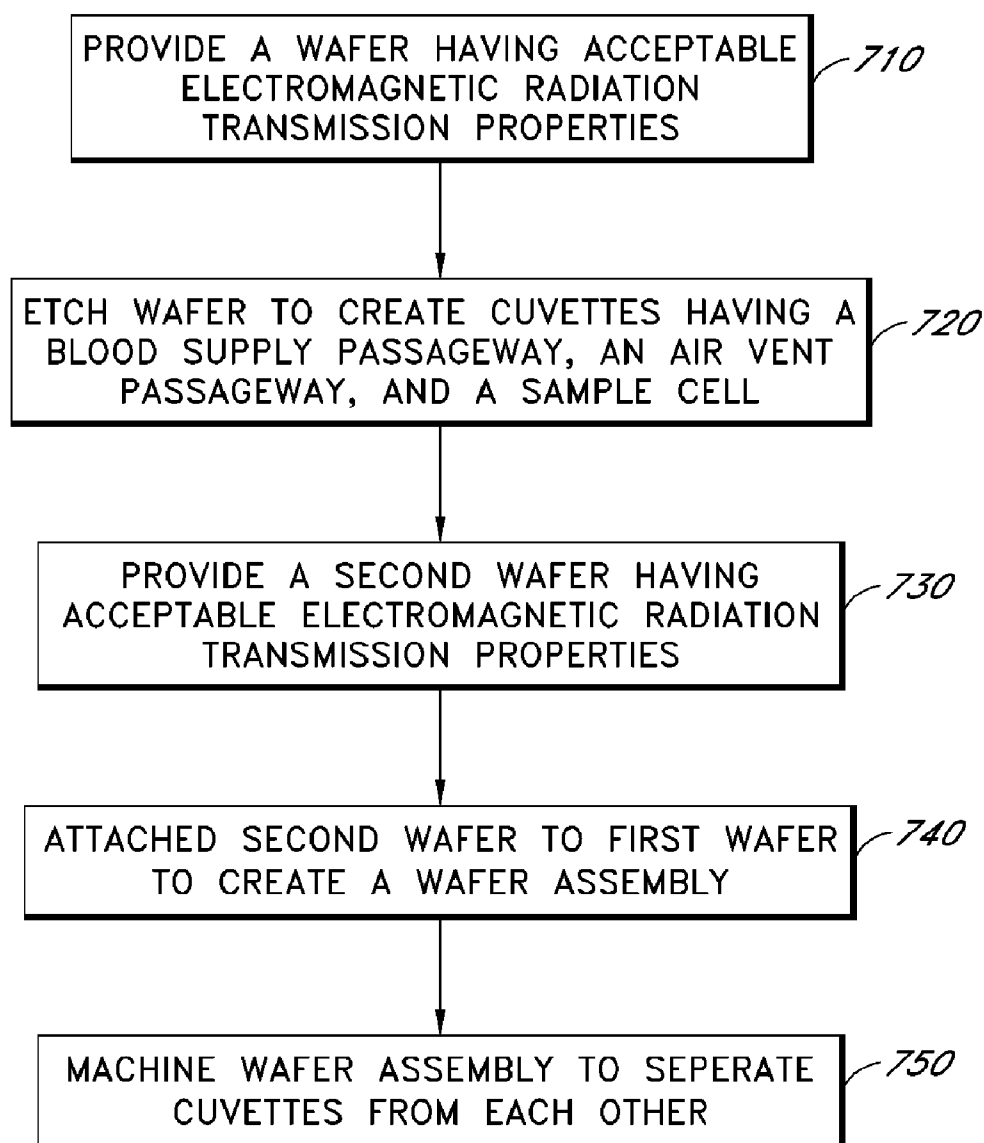 PROVIDE A WAFER HAVING ACCEPTABLE
ELECTROMAGNETIC RADIATION
TRANSMISSION PROPERTIES
710
ETCH WAFER TO CREATE CUVETTES HAVING A
BLOOD SUPPLY PASSAGEWAY, AN AIR VENT
PASSAGEWAY, AND A SAMPLE CELL
720
PROVIDE A SECOND WAFER HAVING
ACCEPTABLE ELECTROMAGNETIC RADIATION
TRANSMISSION PROPERTIES
730
ATTACHED SECOND WAFER TO FIRST WAFER
TO CREATE A WAFER ASSEMBLY
740
MACHINE WAFER ASSEMBLY TO SEPERATE
CUVETTES FROM EACH OTHER
750